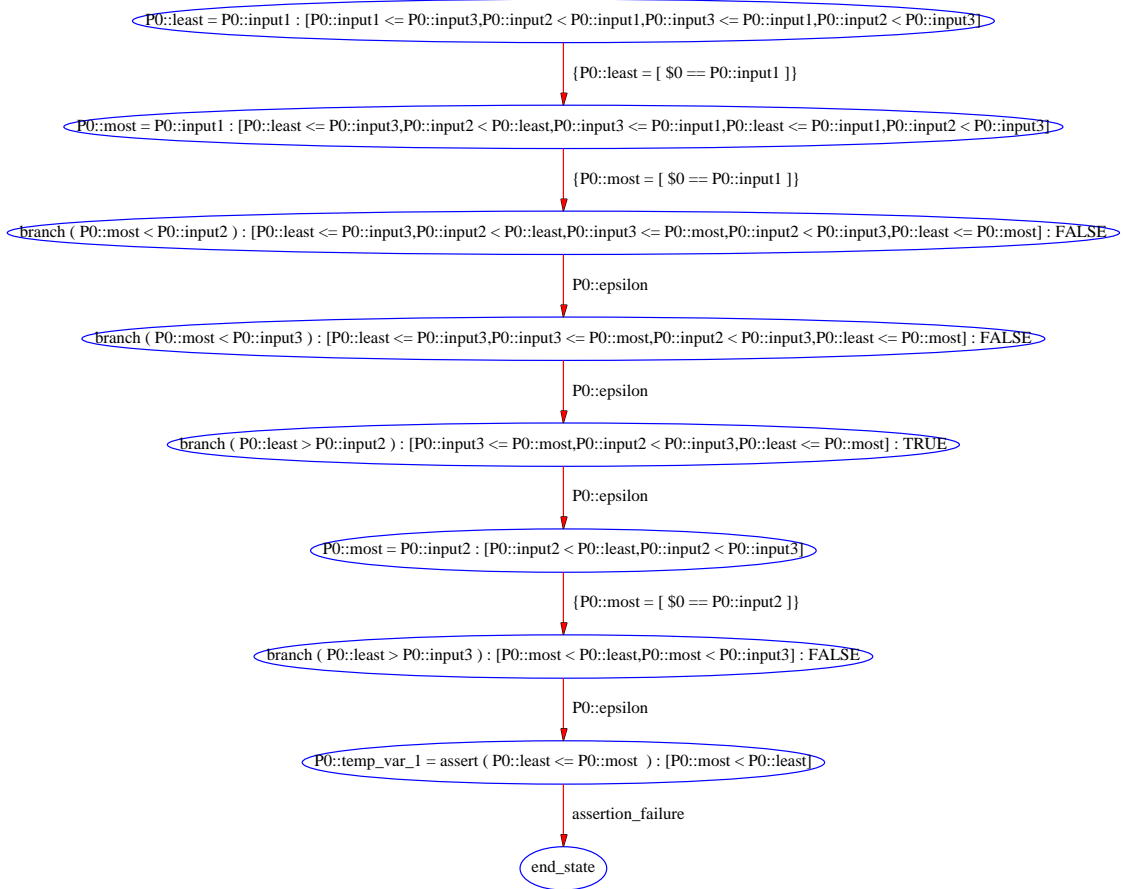 P0::least = P0::input1 : [P0::input1 <= P0::input3,P0::input2 < P0::input1,P0::input3 <= P0::input1,P0::input2 < P0::input3]
{P0::least = [ $0 == P0::input1 ]}
P0::most = P0::input1 : [P0::least <= P0::input3,P0::input2 < P0::least,P0::input3 <= P0::input1,P0::least <= P0::input1,P0::input2 < P0::input3]
{P0::most = [ $0 == P0::input1 ]}
branch ( P0::most < P0::input2 ) : [P0::least <= P0::input3,P0::input2 < P0::least,P0::input3 <= P0::most,P0::input2 < P0::input3,P0::least <= P0::most] : FALSE
P0::epsilon
branch ( P0::most < P0::input3 ) : [P0::least <= P0::input3,P0::input3 <= P0::most,P0::input2 < P0::input3,P0::least <= P0::most] : FALSE
P0::epsilon
branch ( P0::least > P0::input2 ) : [P0::input3 <= P0::most,P0::input2 < P0::input3,P0::least <= P0::most] : TRUE
P0::epsilon
P0::most = P0::input2 : [P0::input2 < P0::least,P0::input2 < P0::input3]
{P0::most = [ $0 == P0::input2 ]}
branch ( P0::least > P0::input3 ) : [P0::most < P0::least,P0::most < P0::input3] : FALSE
P0::epsilon
P0::temp_var_1 = assert ( P0::least <= P0::most  ) : [P0::most < P0::least]
assertion_failure
end_state